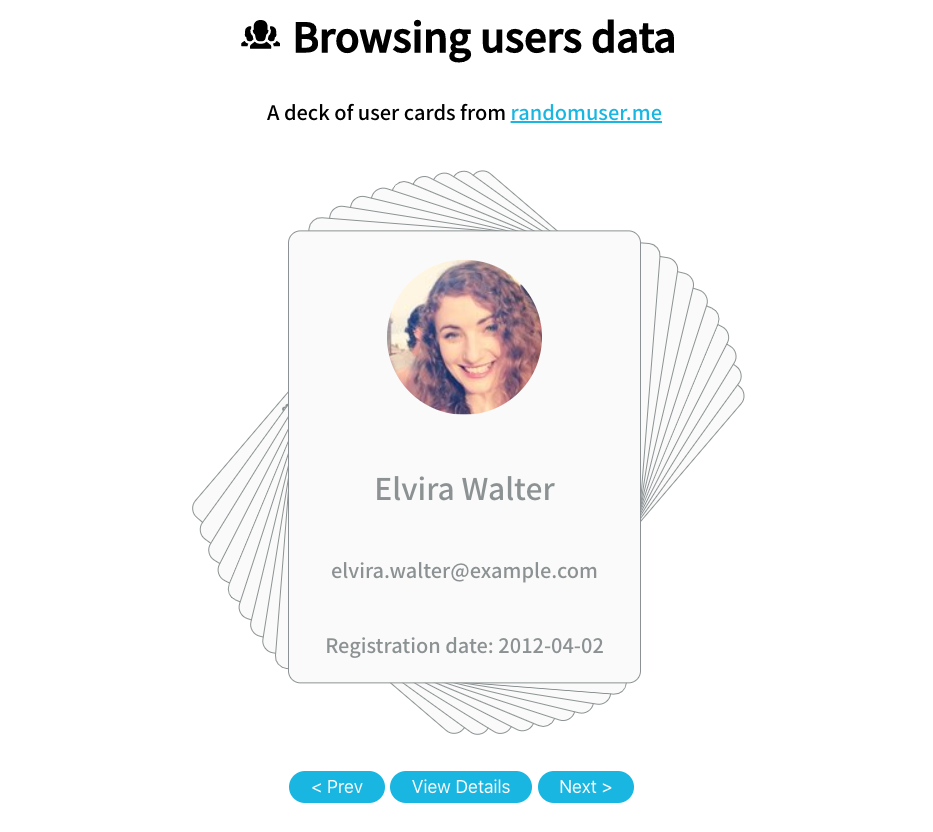 Browsing users data
A deck of user cards from randomuser.me
Elvira Walter
elvira.walter@example.com
Registration date: 2012-04-02
< Prev
View Details
Next >